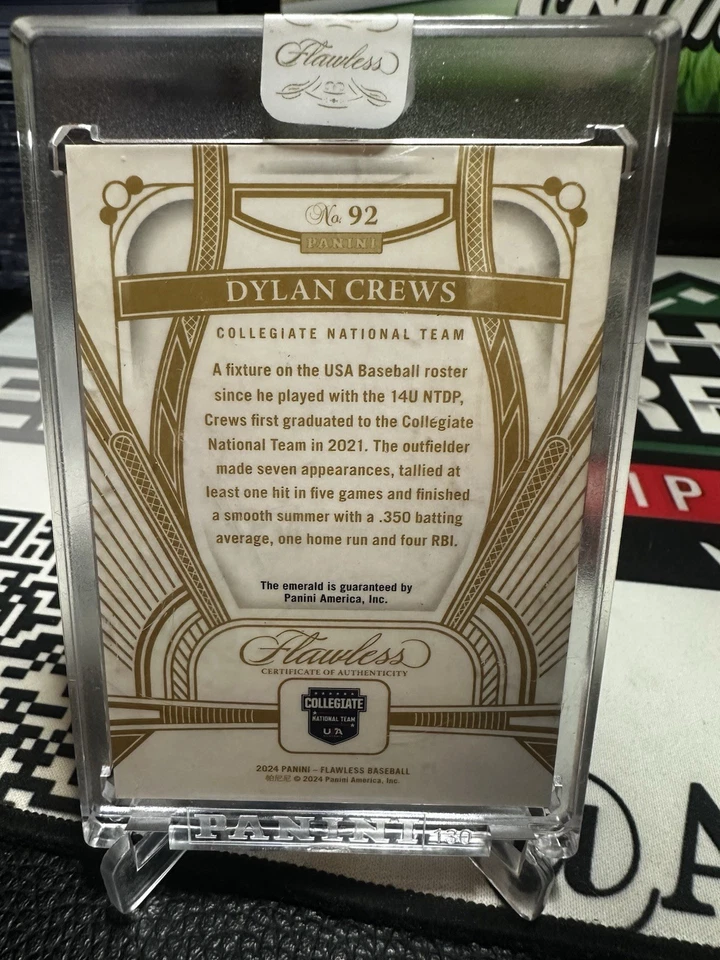 Flawless
No. 92
PANINI
DYLAN CREWS
COLLEGIATE NATIONAL TEAM
A fixture on the USA Baseball roster
since he played with the 14U NTDP,
Crews first graduated to the Collegiate
National Team in 2021. The outfielder
made seven appearances, tallied at
least one hit in five games and finished
a smooth summer with a .350 batting
average, one home run and four RBI.
The emerald is guaranteed by
Panini America, Inc.
Flawless
CERTIFICATE OF AUTHENTICITY
COLLEGIATE
NATIONAL TEAM
USA
2024 PANINI – FLAWLESS BASEBALL
帕尼尼 © 2024 Panini America, Inc.
PANINI 130